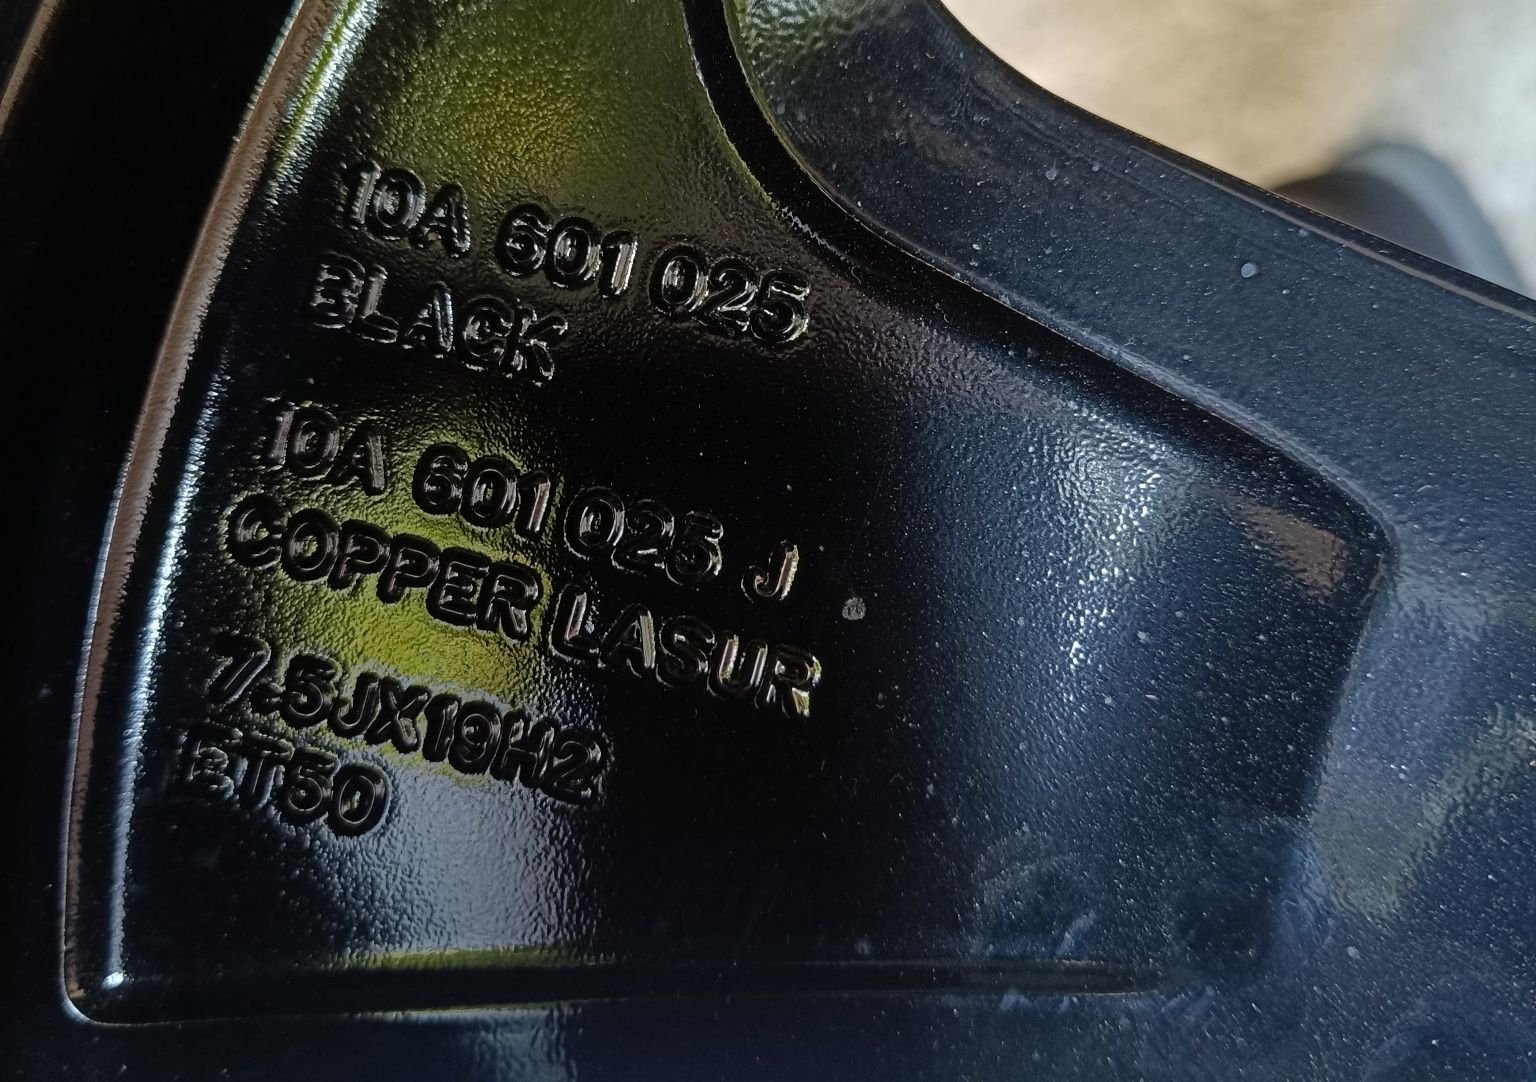 10A 601 025
BLACK
10A 601 025 J
COPPER LASUR
7.5JX19H2
ET50